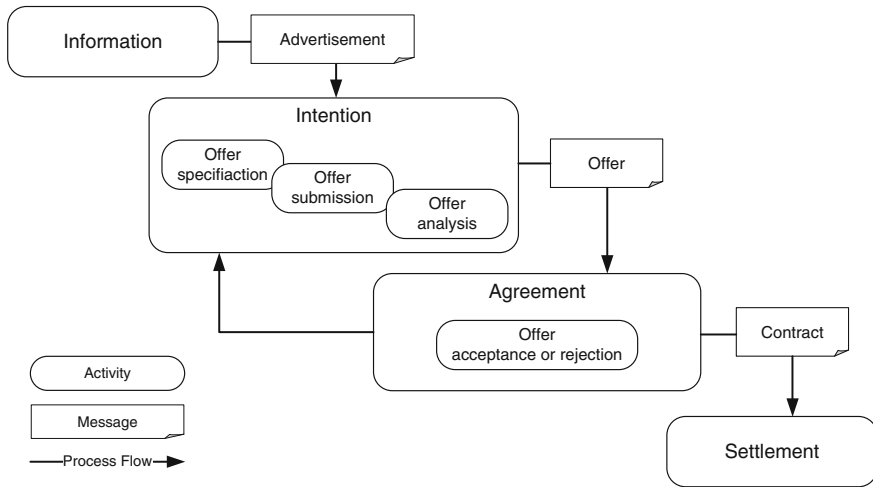 Information
Advertisement
Intention
Offer
specifiaction
Offer
submission
Offer
analysis
Offer
Agreement
Offer
acceptance or rejection
Contract
Settlement
Activity
Message
Process Flow